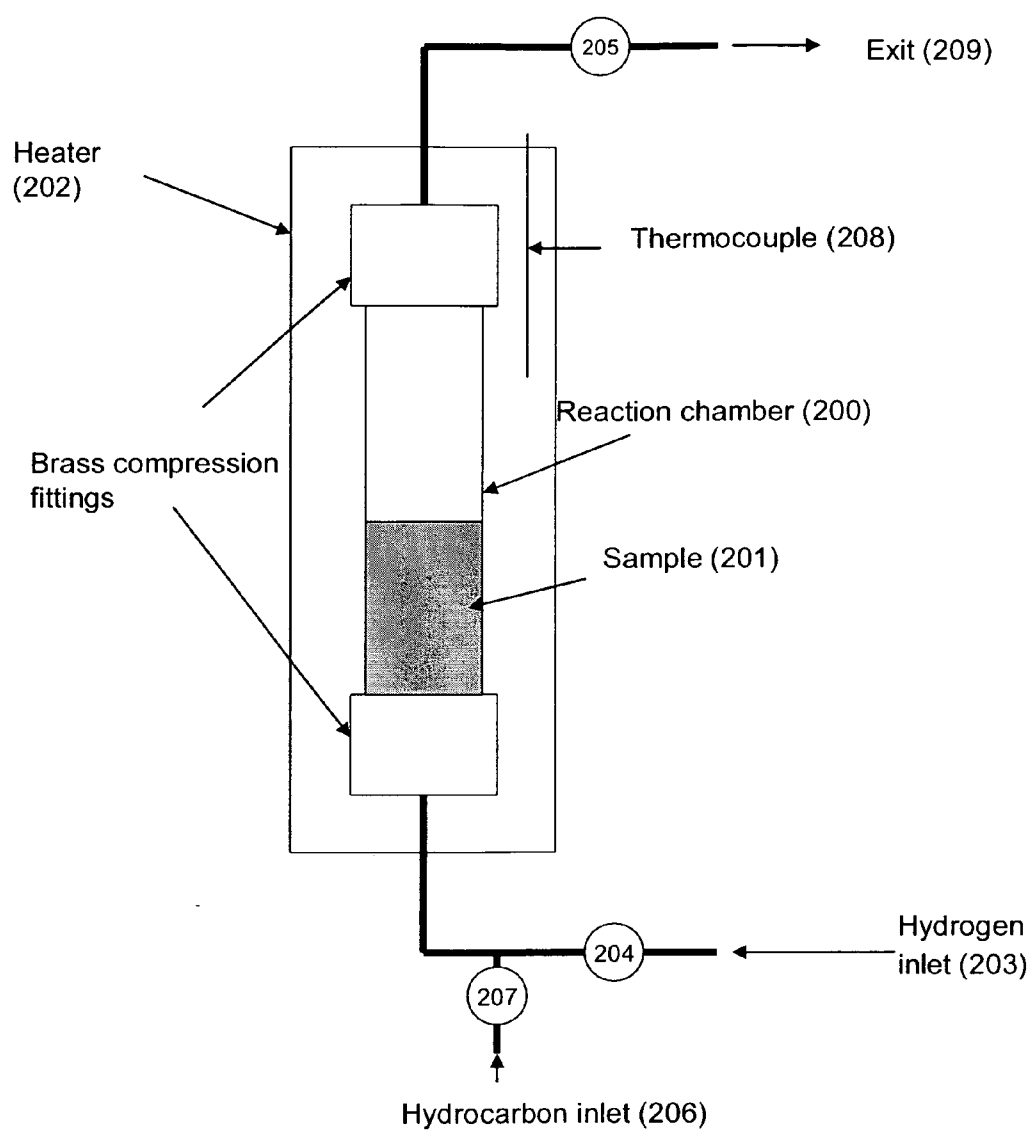 205
Exit (209)
Heater
(202)
Thermocouple (208)
Reaction chamber (200)
Brass compression
fittings
Sample (201)
Hydrogen
inlet (203)
204
207
Hydrocarbon inlet (206)